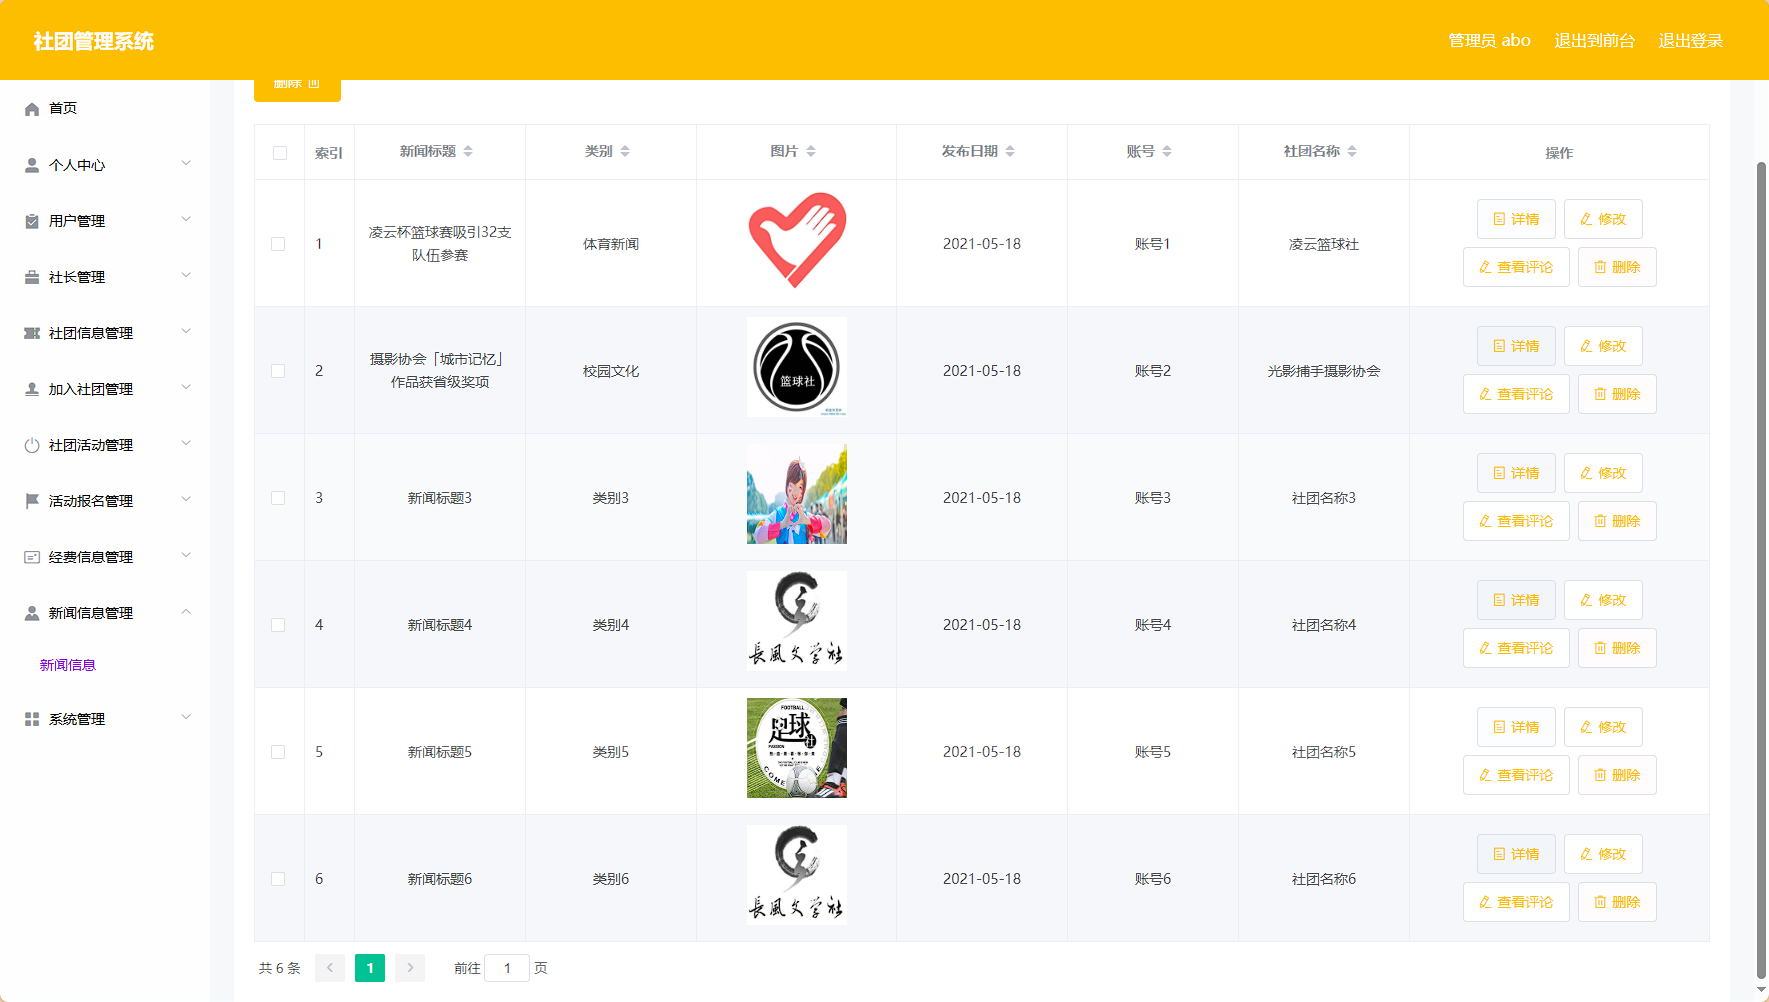 社团管理系统
管理员 abo
退出到前台
退出登录
首页
个人中心
用户管理
社长管理
社团信息管理
加入社团管理
社团活动管理
活动报名管理
经费信息管理
新闻信息管理
新闻信息
系统管理
删除
索引 新闻标题 类别 图片 发布日期 账号 社团名称 操作
1 凌云杯篮球赛吸引32支 体育新闻 2021-05-18 账号1 凌云篮球社 详情 修改
队伍参赛 查看评论 删除
2 摄影协会「城市记忆」 校园文化 篮球社 2021-05-18 账号2 光影捕手摄影协会 详情 修改
作品获省级奖项 查看评论 删除
3 新闻标题3 类别3 2021-05-18 账号3 社团名称3 详情 修改
查看评论 删除
4 新闻标题4 类别4 長風文学社 2021-05-18 账号4 社团名称4 详情 修改
查看评论 删除
5 新闻标题5 类别5 FOOTBALL 足球社 PASSION 2021-05-18 账号5 社团名称5 详情 修改
查看评论 删除
6 新闻标题6 类别6 長風文学社 2021-05-18 账号6 社团名称6 详情 修改
查看评论 删除
共 6 条 1 前往 1 页